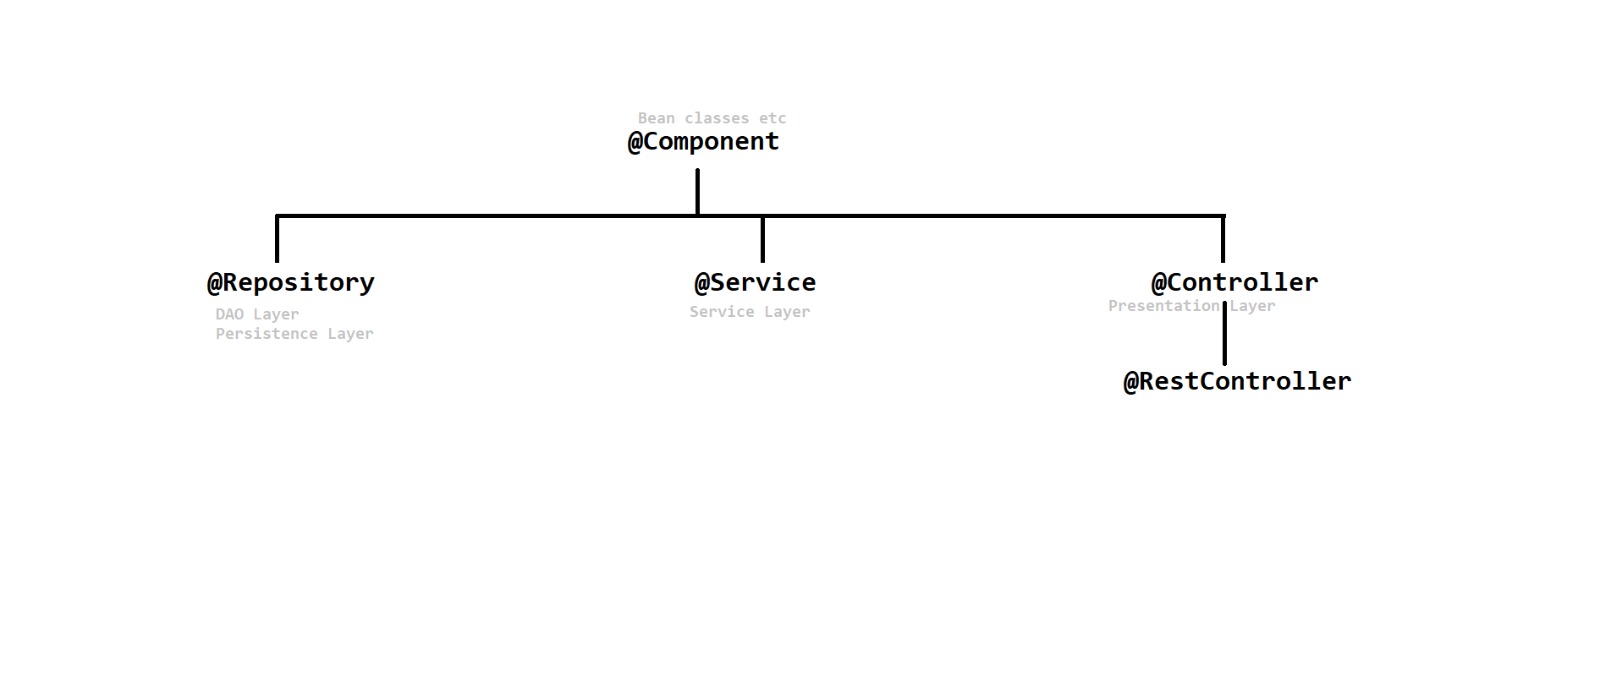 Bean classes etc
@Component
@Repository
DAO Layer
Persistence Layer
@Service
Service Layer
@Controller
Presentation Layer
@RestController